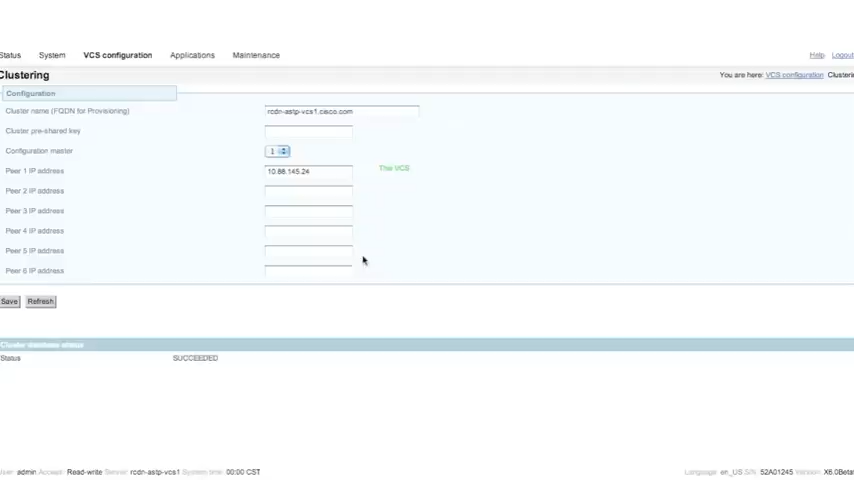 Status System VCS configuration Applications Maintenance Help Logout
Clustering You are here: VCS configuration Clusteri
Configuration
Cluster name (FQDN for Provisioning) rcdn-astp-vcs1.cisco.com
Cluster pre-shared key
Configuration master 1
Peer 1 IP address 10.88.145.24 This VCS
Peer 2 IP address
Peer 3 IP address
Peer 4 IP address
Peer 5 IP address
Peer 6 IP address
Save Refresh
Cluster database status
Status SUCCEEDED
User: admin Access: Read-write Server: rcdn-astp-vcs1 System time: 00:00 CST Language: en_US S/N: 52A01245 Version: X6.0Beta